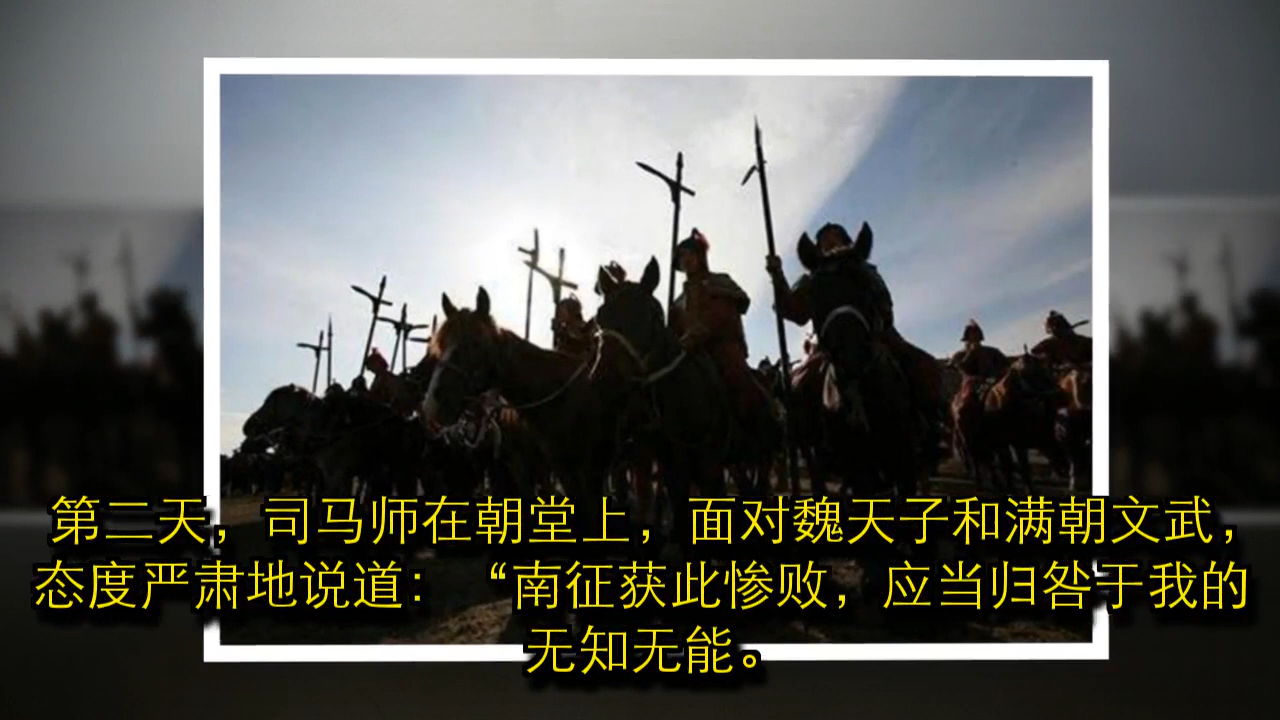 第二天，司马师在朝堂上，面对魏天子和满朝文武，
态度严肃地说道：“南征获此惨败，应当归咎于我的
无知无能。